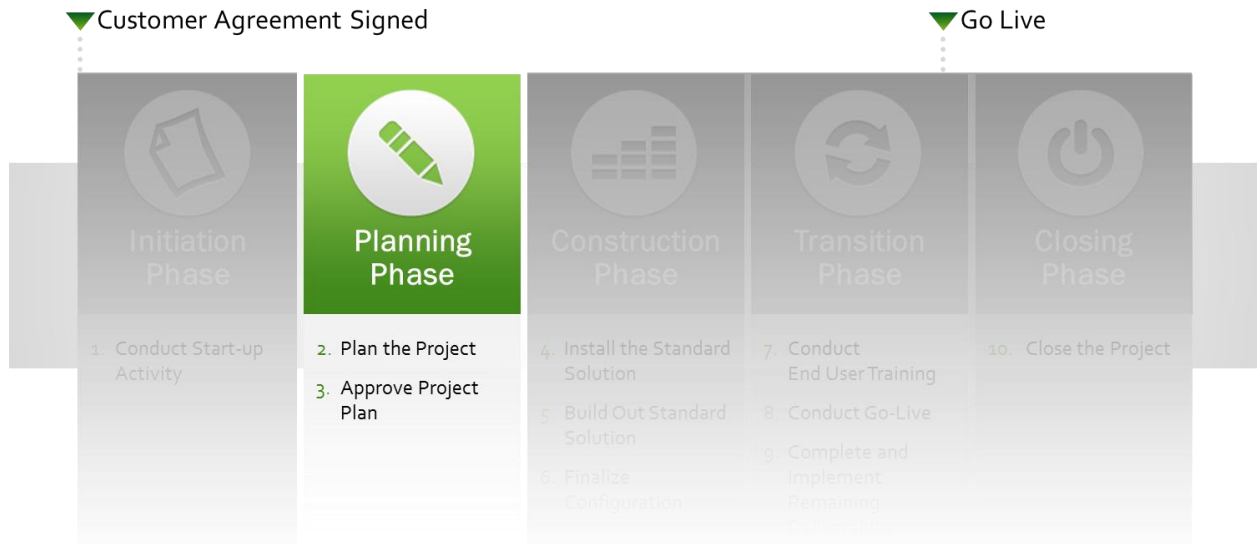 Customer Agreement Signed
Go Live
Initiation
Phase
1. Conduct Start-up
Activity
Planning
Phase
2. Plan the Project
3. Approve Project
Plan
Construction
Phase
4. Install the Standard
Solution
5 Build Out Standard
Solution
6. Finalize
Configuration
Transition
Phase
7. Conduct
End User Training
8 Conduct Go-Live
9. Complete and
Implement
Remaining
Closing
Phase
10. Close the Project